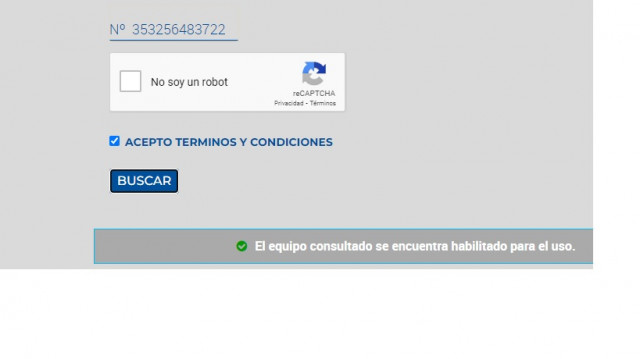 Nº 353256483722
No soy un robot
reCAPTCHA
Privacidad - Términos
ACEPTO TERMINOS Y CONDICIONES
BUSCAR
El equipo consultado se encuentra habilitado para el uso.